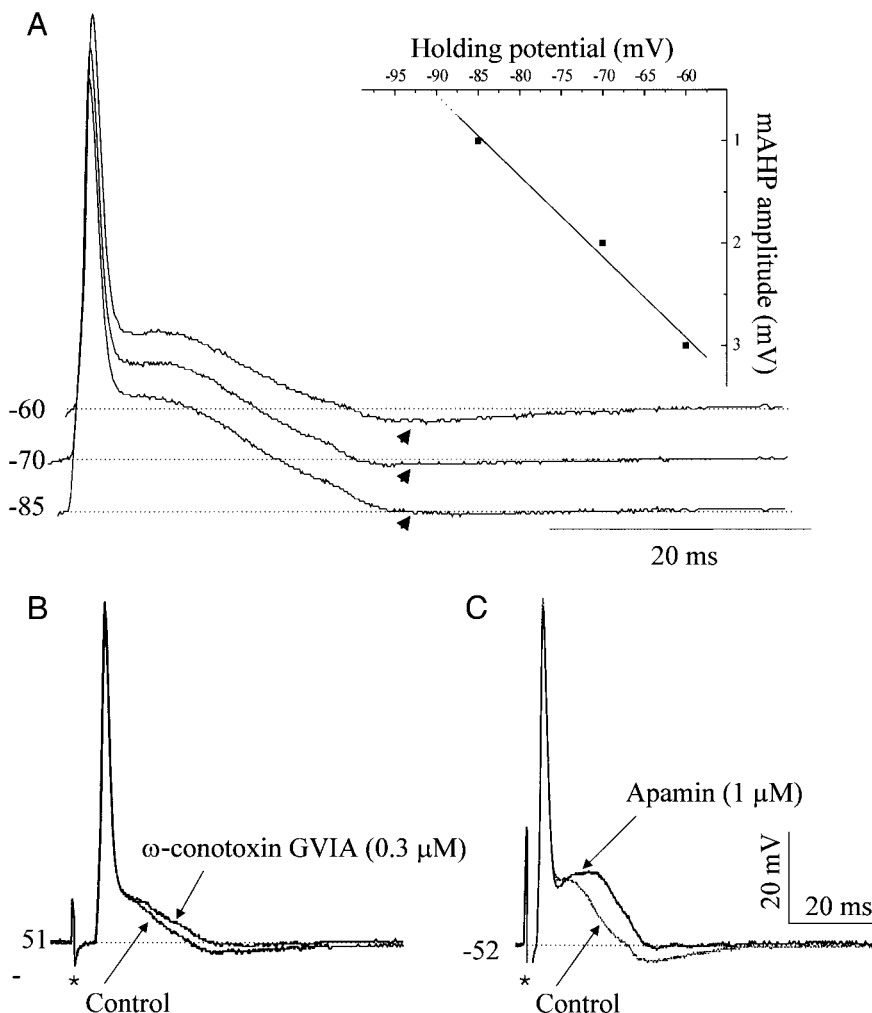 A
Holding potential (mV)
-95 -90 -85 -80 -75 -70 -65 -60
mAHP amplitude (mV)
1
2
3
-60
-70
-85
20 ms
B
ω-conotoxin GVIA (0.3 μM)
51
-
*
Control
C
Apamin (1 μM)
20 mV
20 ms
-52
*
Control